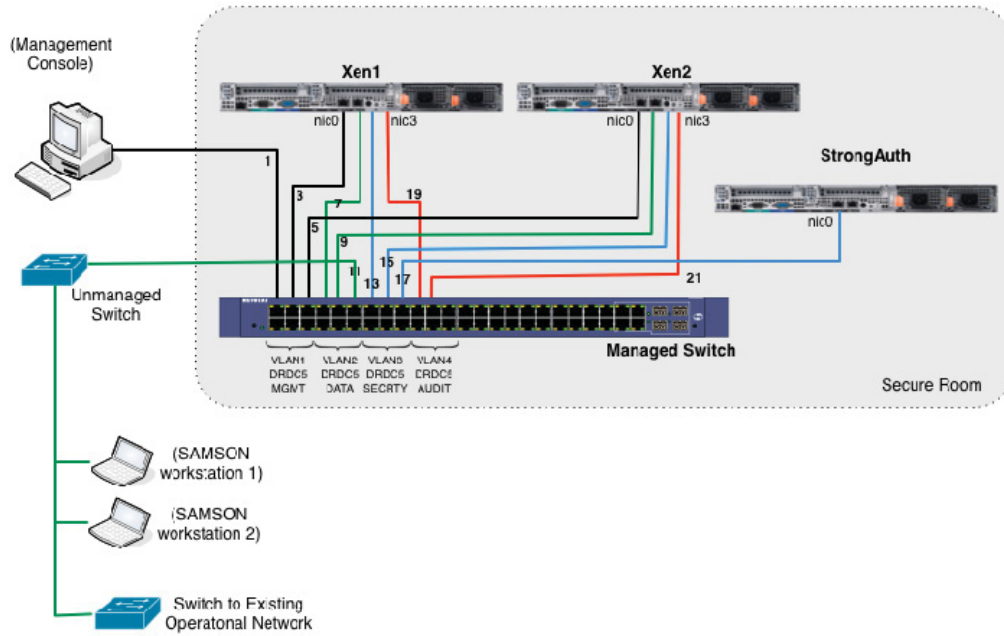 (Management
Console)
Xen1
Xen2
nic0
nic3
nic0
nic3
StrongAuth
nic0
1
3
5
7
9
11
13
15
17
19
21
Unmanaged
Switch
Managed Switch
VLAN1
DRDC5
MGMT
VLAN2
DRDC5
DATA
VLAN3
DRDC5
SECRTY
VLAN4
DRDC5
AUDIT
Secure Room
(SAMSON
workstation 1)
(SAMSON
workstation 2)
Switch to Existing
Operatonal Network